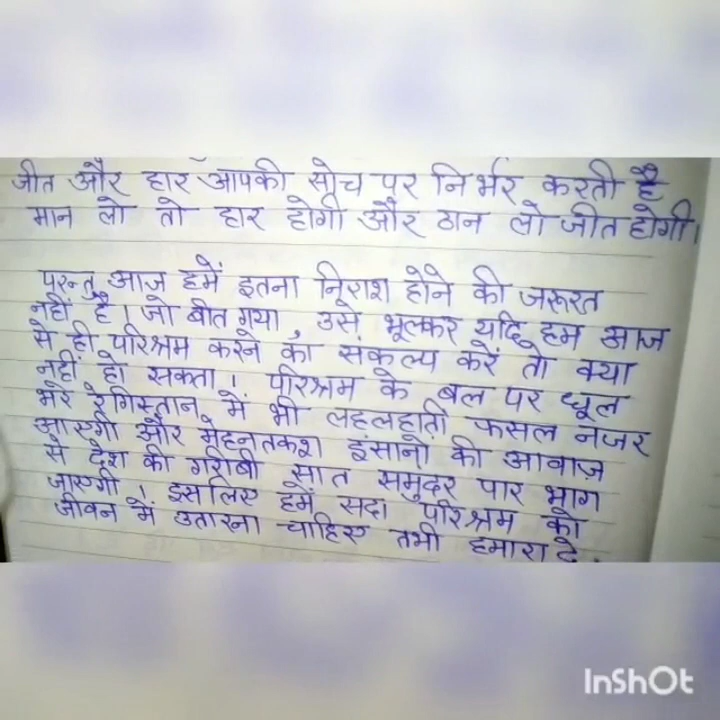 जीत और हार आपकी सोच पर निर्भर करती है
मान लो तो हार होगी और ठान लो जीत होगी।
परन्तु आज हमें इतना निराश होने की जरूरत
नहीं है। जो बीत गया, उसे भूलकर यदि हम आज
से ही परिश्रम करने का संकल्प करें तो क्या
नहीं हो सकता। परिश्रम के बल पर धूल
भरे रेगिस्तान में भी लहलहाती फसल नजर
आएगी और मेहनतकश इंसानों की आवाज़
से देश की गरीबी सात समुद्र पार भाग
जाएगी। इसलिए हमें सदा परिश्रम को
जीवन में उतारना चाहिए तभी हमारा दे
InShOt